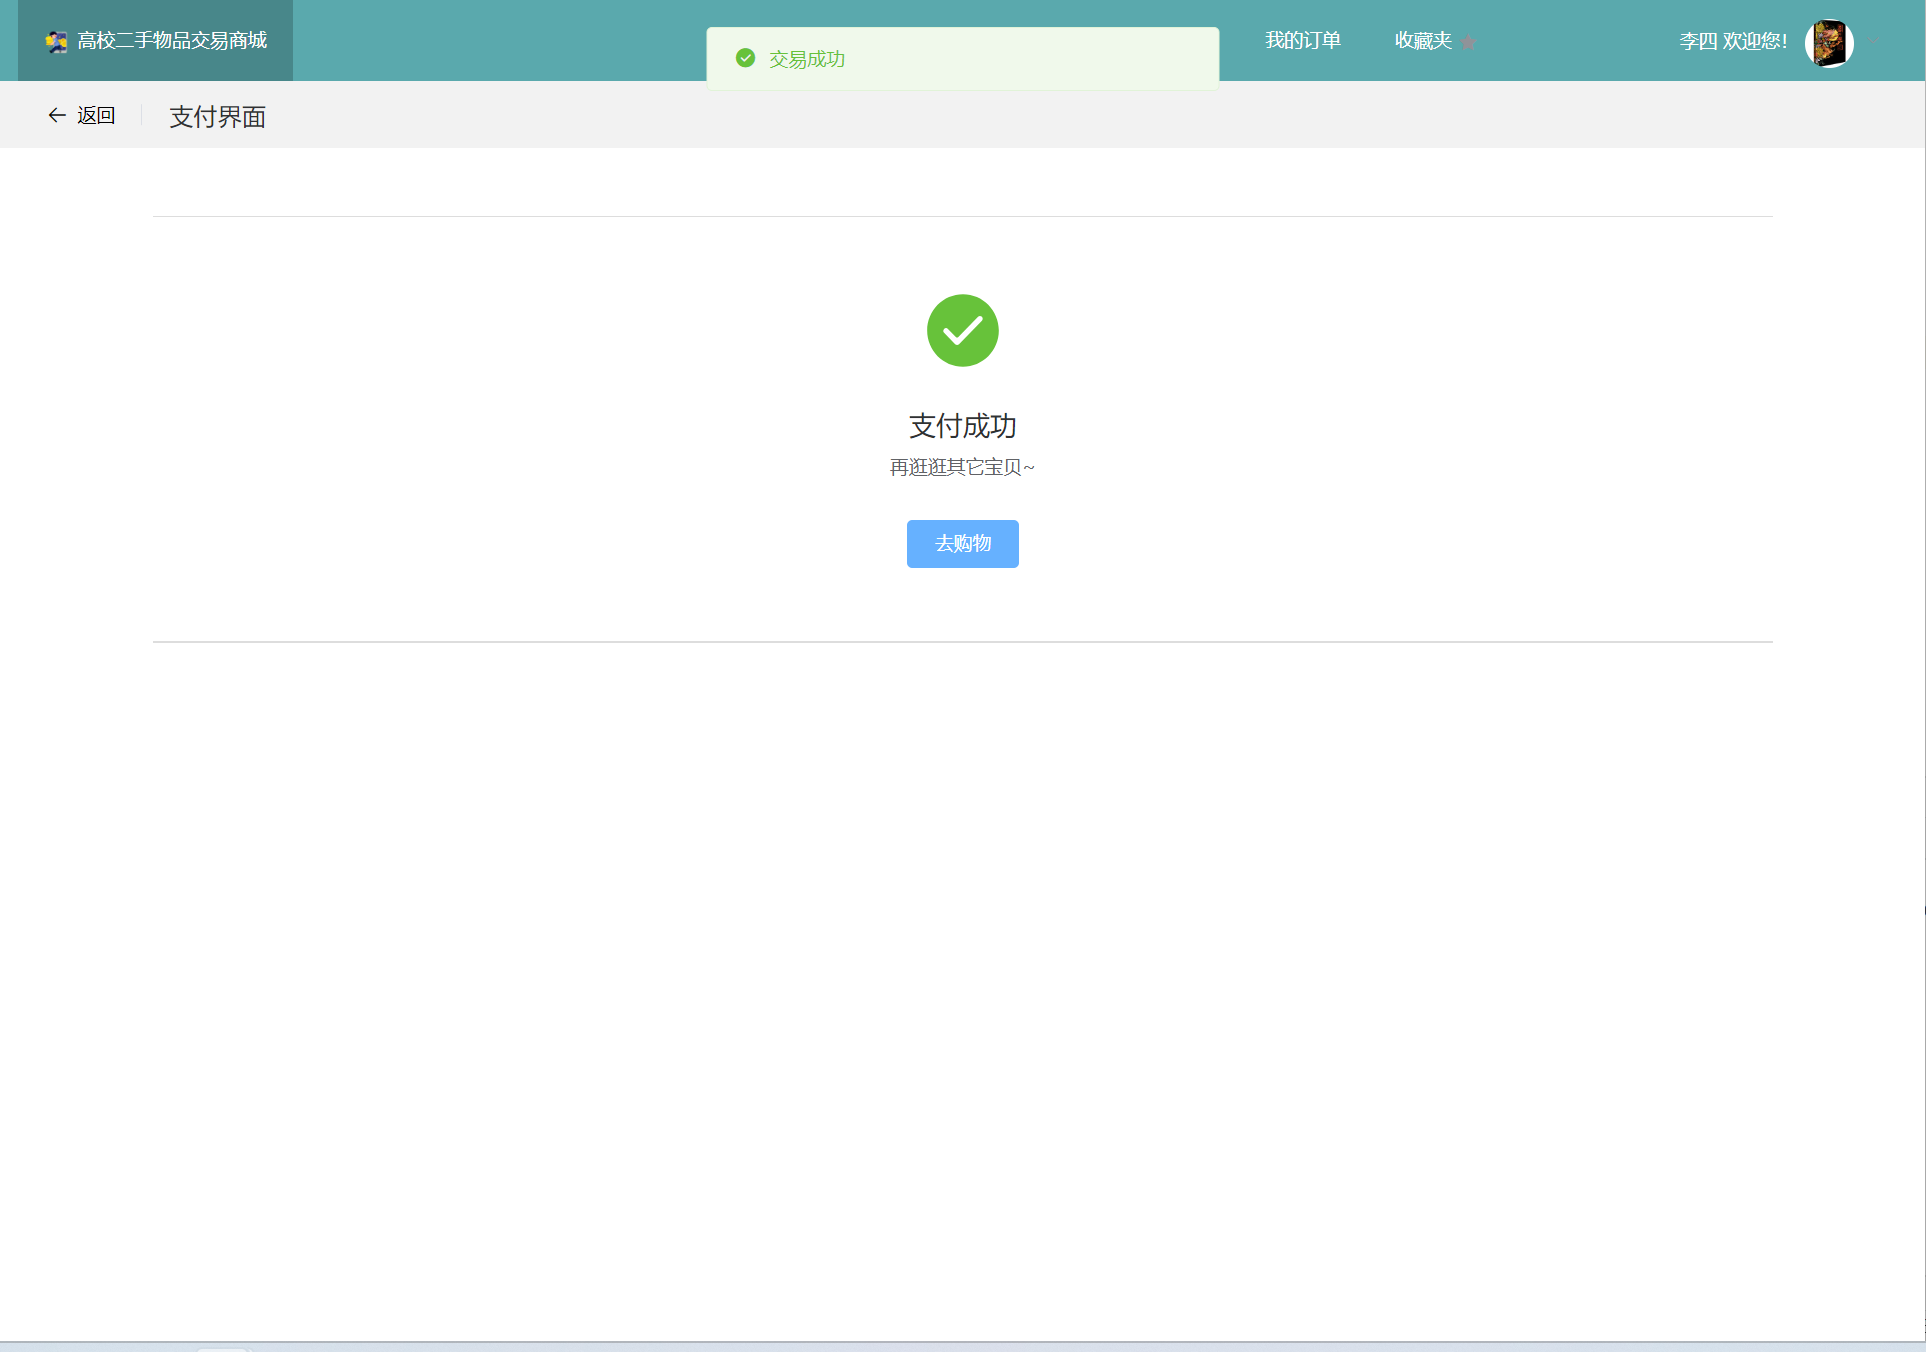 高校二手物品交易商城
交易成功
我的订单
收藏夹
李四 欢迎您!
返回
支付界面
支付成功
再逛逛其它宝贝~
去购物